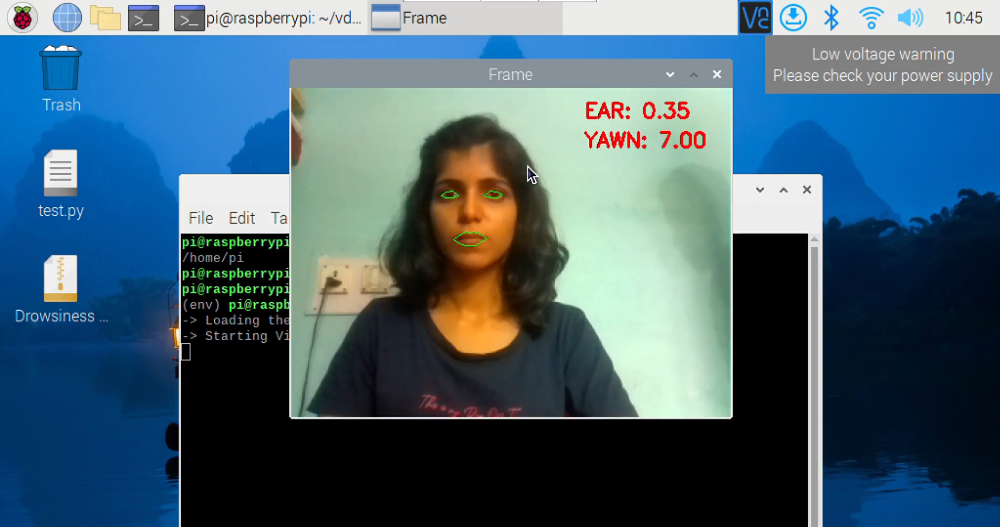 pi@raspberrypi: ~/vd...
Frame
V2
10:45
Low voltage warning
Please check your power supply
Trash
test.py
Drowsiness ...
Frame
EAR: 0.35
YAWN: 7.00
File Edit Ta
pi@raspberrypi
/home/pi
pi@raspberrypi
pi@raspberrypi
(env) pi@raspb
-> Loading the
-> Starting Vi